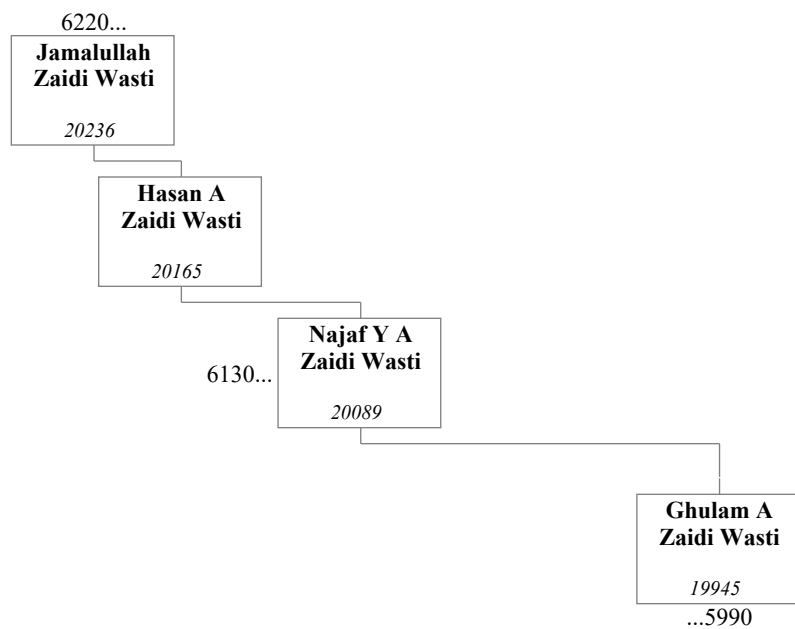 6220...
Jamalullah
Zaidi Wasti
20236
Hasan A
Zaidi Wasti
20165
Najaf Y A
Zaidi Wasti
6130...
20089
Ghulam A
Zaidi Wasti
19945
...5990